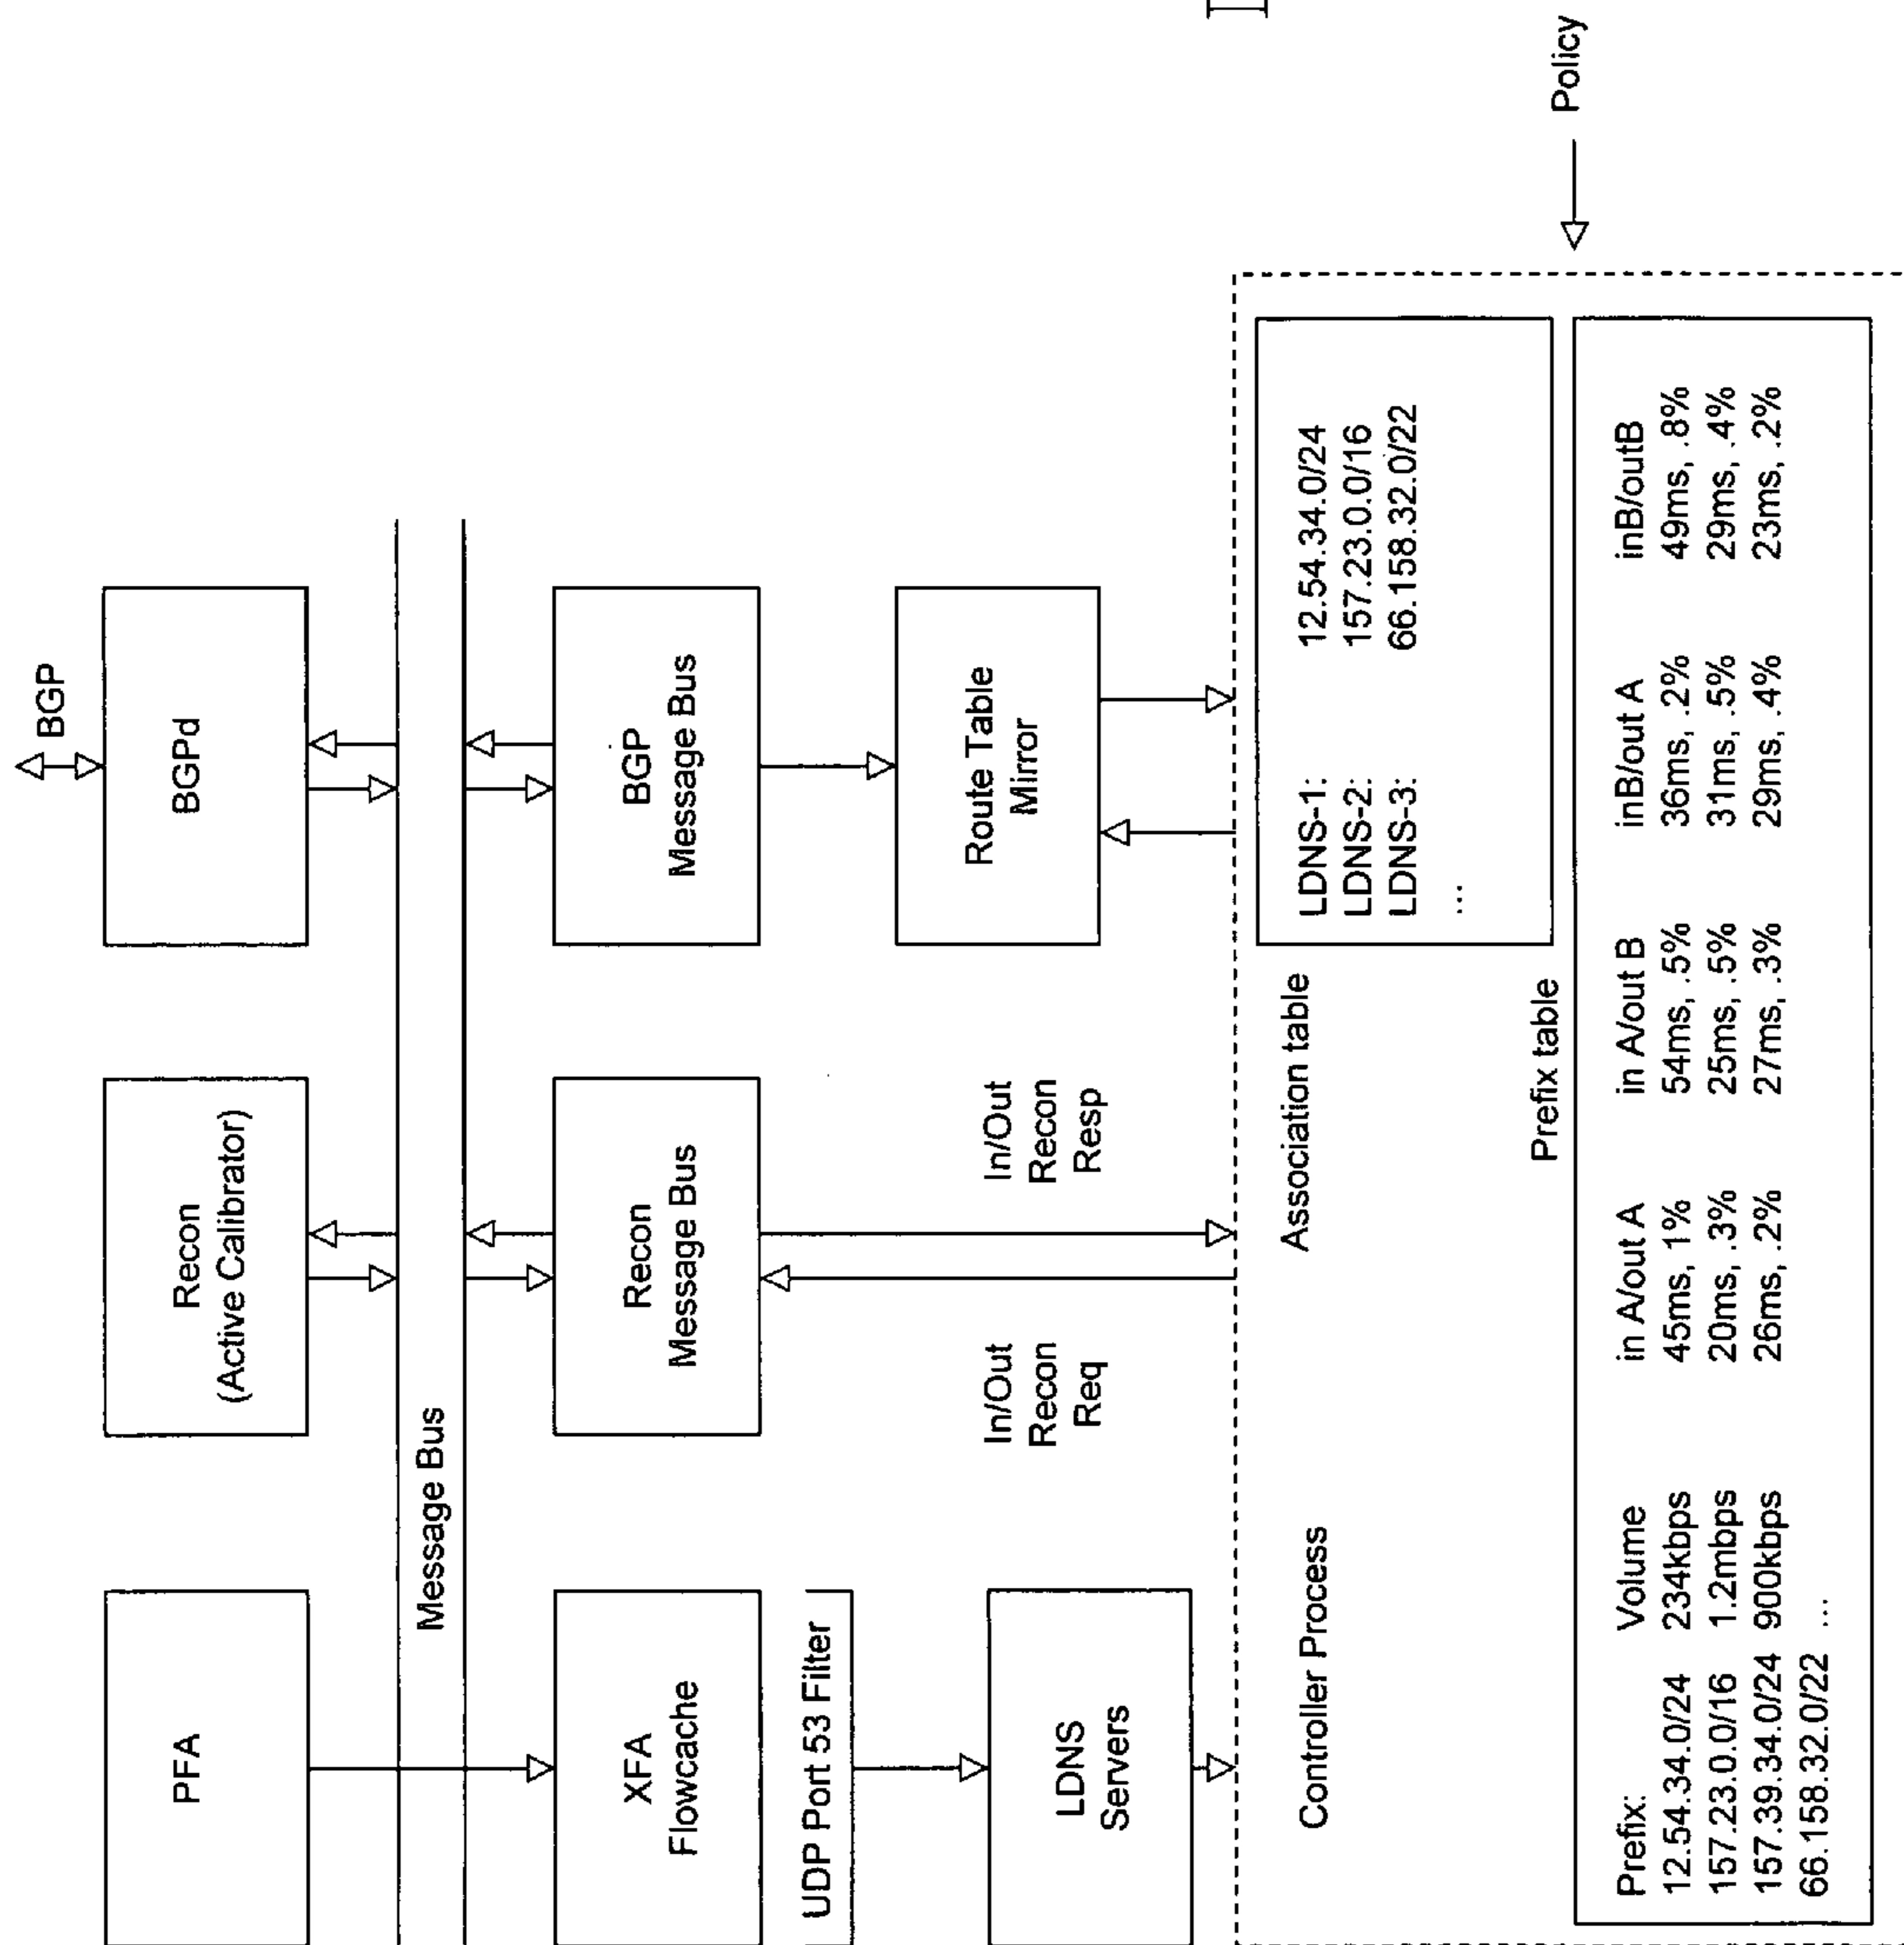 BGP
PFA
Recon
(Active Calibrator)
BGPd
Message Bus
XFA
Flowcache
Recon
Message Bus
BGP
Message Bus
UDP Port 53 Filter
LDNS
Servers
In/Out
Recon
Req
In/Out
Recon
Resp
Route Table
Mirror
Controller Process
Association table
LDNS-1: 12.54.34.0/24
LDNS-2: 157.23.0.0/16
LDNS-3: 66.158.32.0/22
...
Policy
Prefix table
Prefix: Volume in A/out A in A/out B inB/out A inB/outB
12.54.34.0/24 234kbps 45ms, 1% 54ms, .5% 36ms, .2% 49ms, .8%
157.23.0.0/16 1.2mbps 20ms, .3% 25ms, .5% 31ms, .5% 29ms, .4%
157.39.34.0/24 900kbps 26ms, .2% 27ms, .3% 29ms, .4% 23ms, .2%
66.158.32.0/22 ...